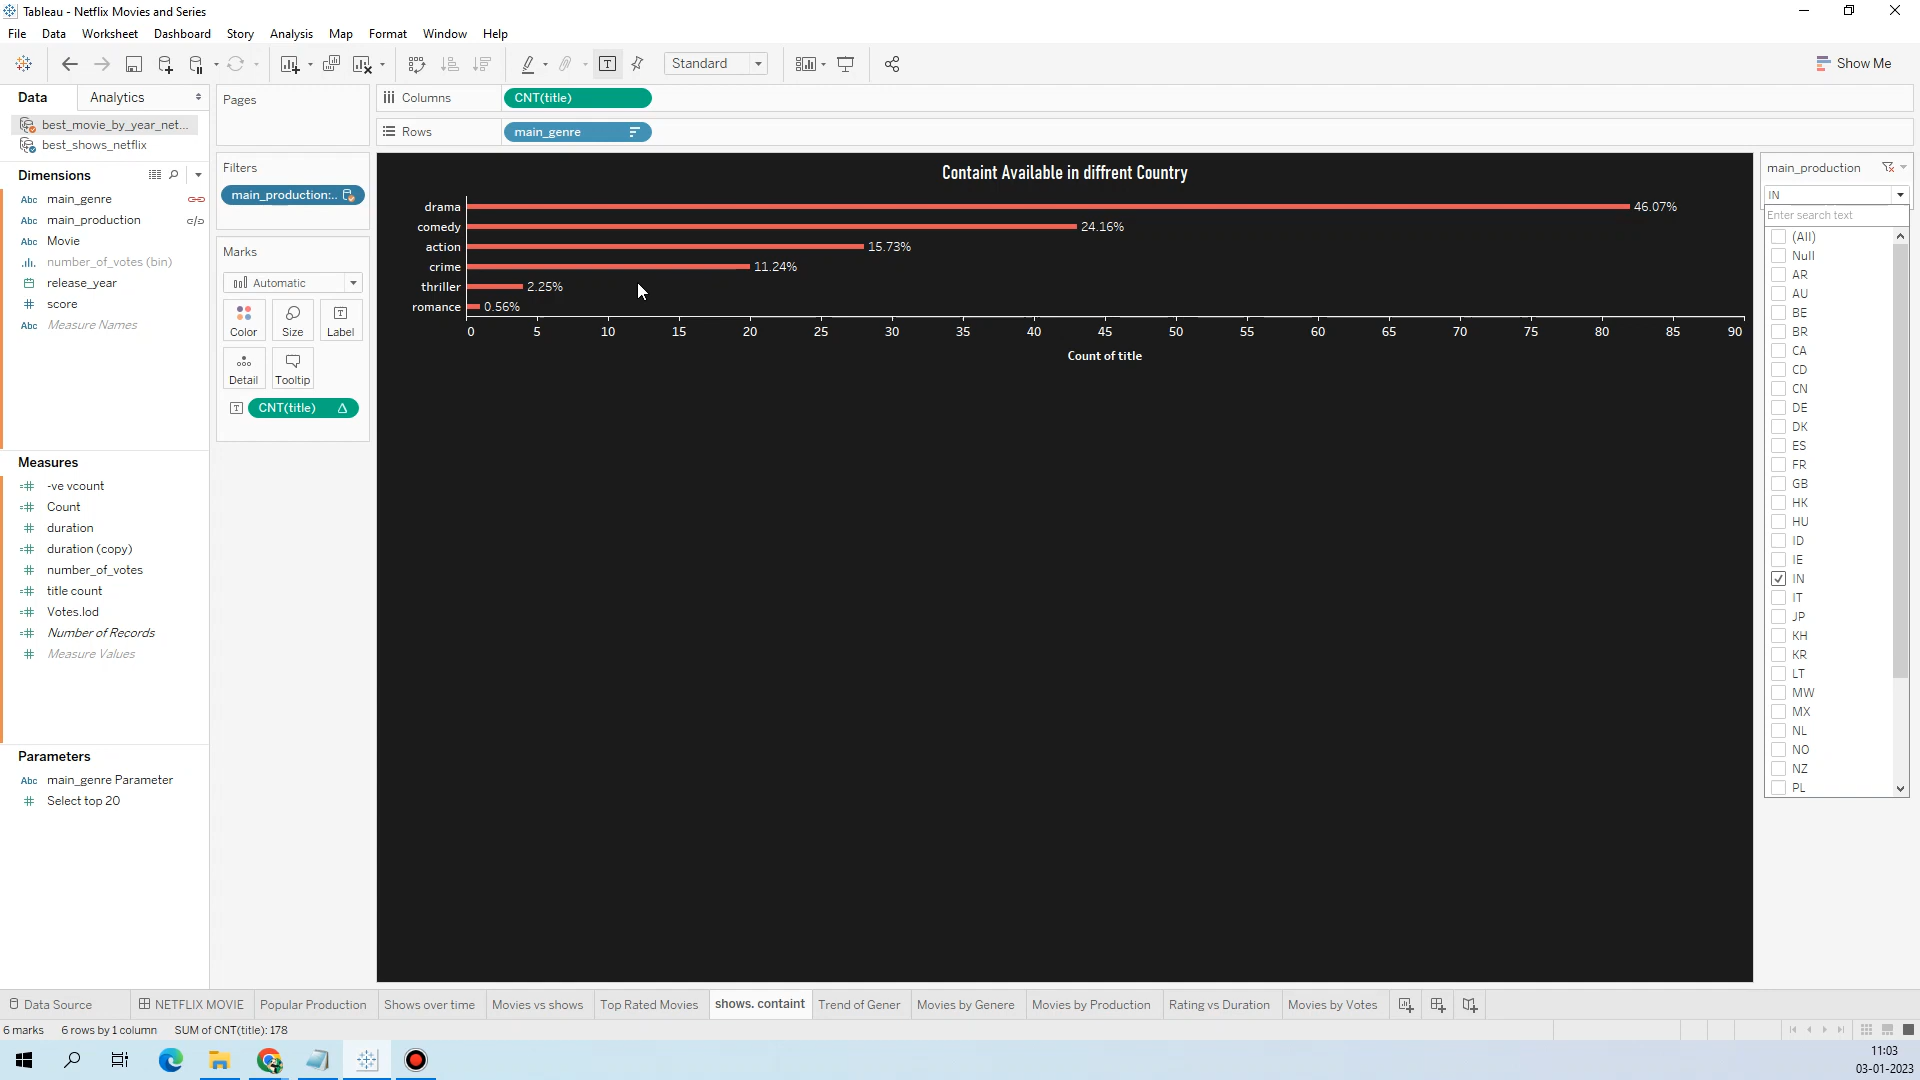 Tableau - Netflix Movies and Series
File Data Worksheet Dashboard Story Analysis Map Format Window Help
Standard
Show Me
Data Analytics
best_movie_by_year_net...
best_shows_netflix
Dimensions
Abc main_genre
Abc main_production
Abc Movie
number_of_votes (bin)
release_year
# score
Abc Measure Names
Measures
=# -ve vcount
=# Count
# duration
=# duration (copy)
# number_of_votes
=# title count
=# Votes.lod
=# Number of Records
# Measure Values
Parameters
Abc main_genre Parameter
# Select top 20
Pages
Filters
main_production:..
Marks
Automatic
Color Size Label
Detail Tooltip
T CNT(title) Δ
Columns CNT(title)
Rows main_genre
Containt Available in diffrent Country
drama 46.07%
comedy 24.16%
action 15.73%
crime 11.24%
thriller 2.25%
romance 0.56%
0 5 10 15 20 25 30 35 40 45 50 55 60 65 70 75 80 85 90
Count of title
main_production
IN
Enter search text
(All)
Null
AR
AU
BE
BR
CA
CD
CN
DE
DK
ES
FR
GB
HK
HU
ID
IE
IN
IT
JP
KH
KR
LT
MW
MX
NL
NO
NZ
PL
Data Source NETFLIX MOVIE Popular Production Shows over time Movies vs shows Top Rated Movies shows. containt Trend of Gener Movies by Genere Movies by Production Rating vs Duration Movies by Votes
6 marks 6 rows by 1 column SUM of CNT(title): 178
11:03
03-01-2023